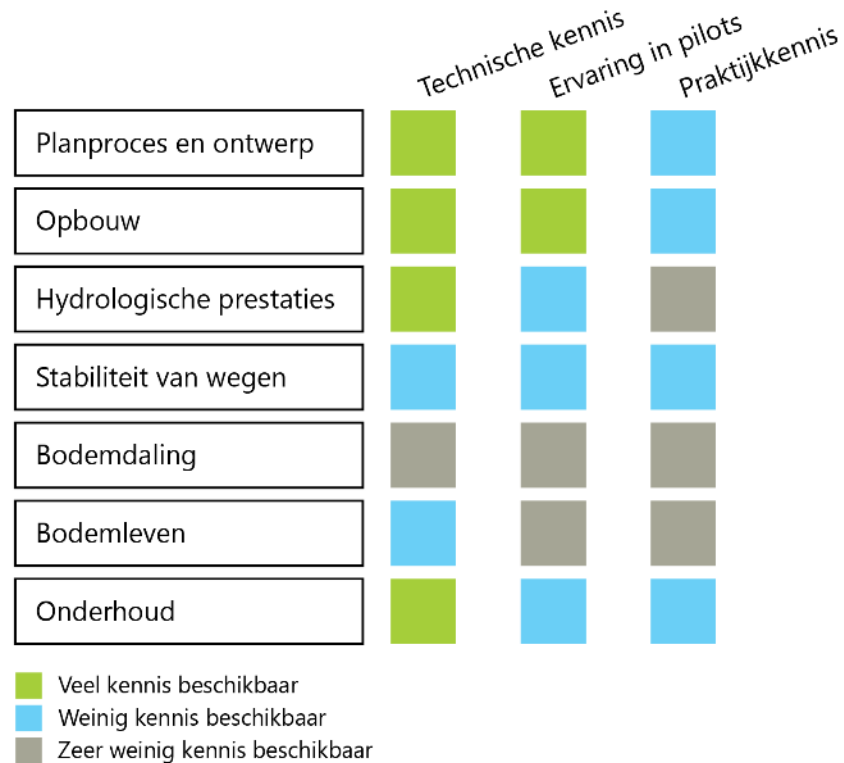 Technische kennis
Ervaring in pilots
Praktijkkennis
Planproces en ontwerp
Opbouw
Hydrologische prestaties
Stabiliteit van wegen
Bodemdaling
Bodemleven
Onderhoud
Veel kennis beschikbaar
Weinig kennis beschikbaar
Zeer weinig kennis beschikbaar